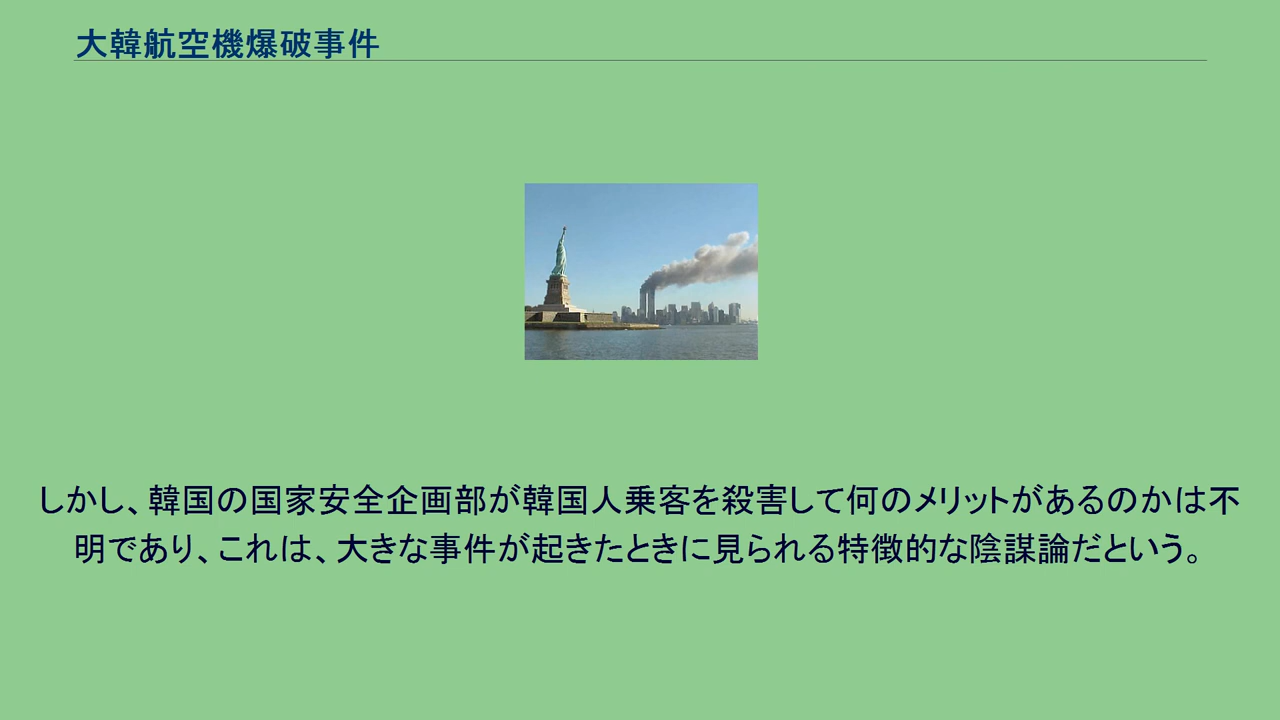 大韓航空機爆破事件
しかし、韓国の国家安全企画部が韓国人乗客を殺害して何のメリットがあるのかは不
明であり、これは、大きな事件が起きたときに見られる特徴的な陰謀論だという。